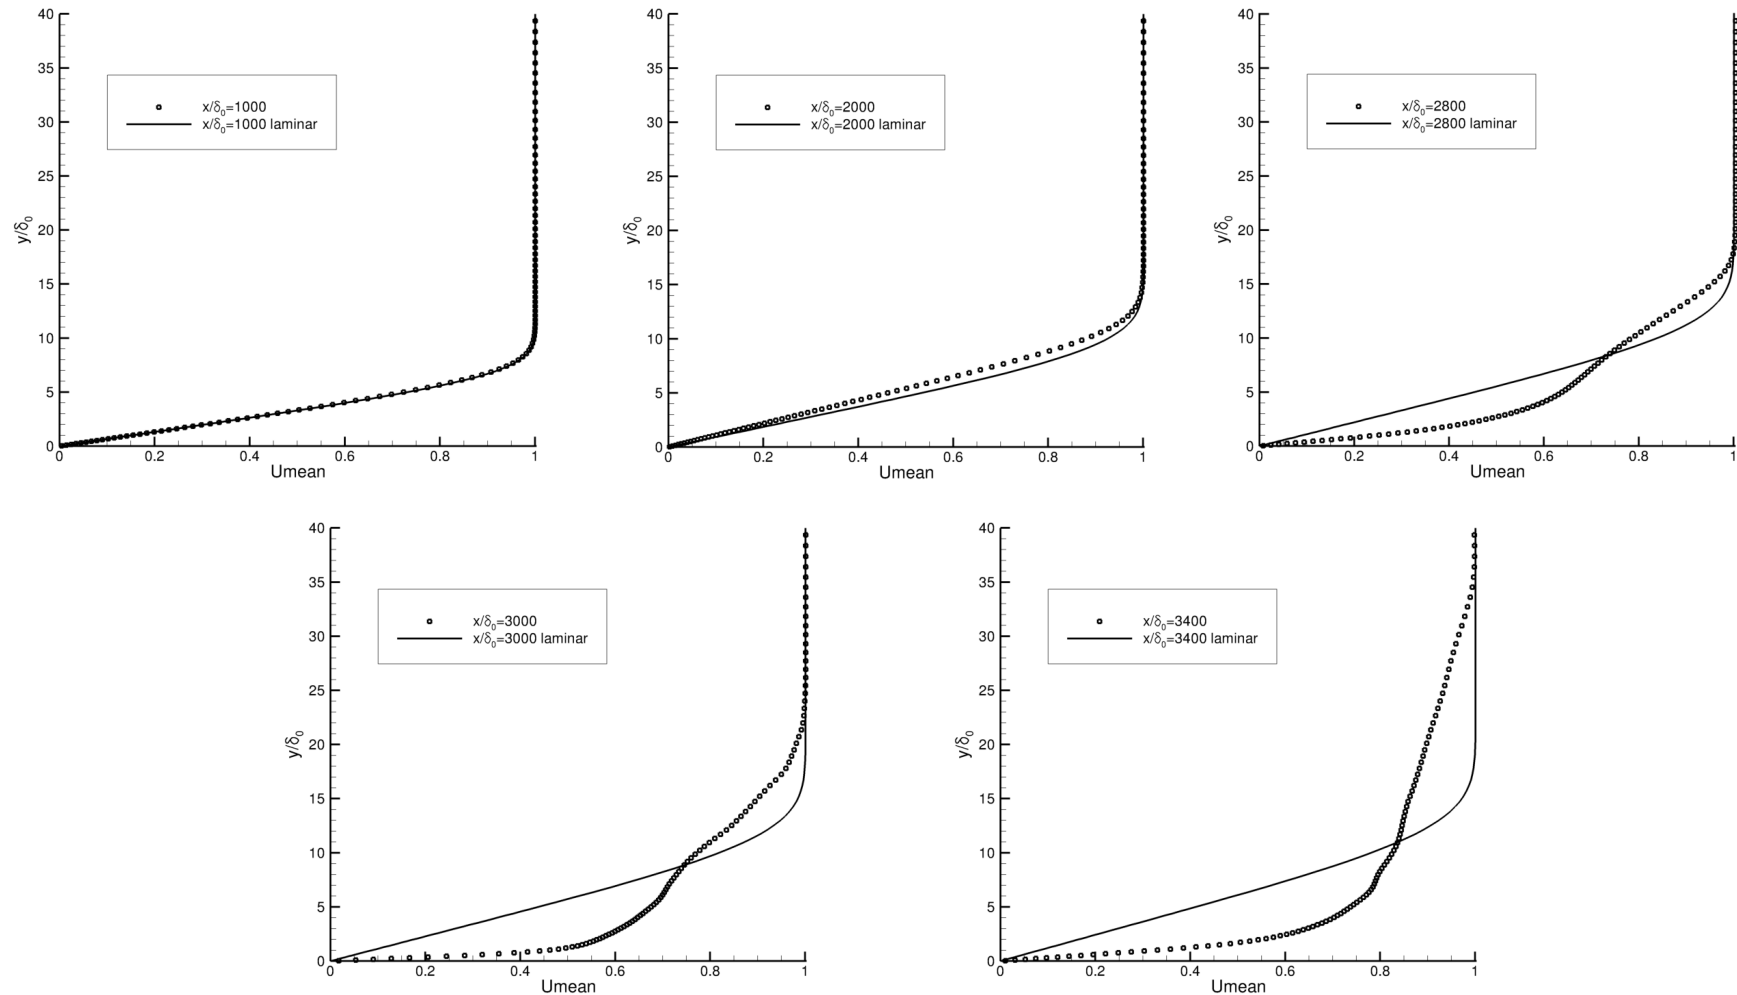 40
35
30
25
20
15
10
5
0
y/δ₀
x/δ₀=1000
x/δ₀=1000 laminar
0 0.2 0.4 0.6 0.8 1
Umean
40
35
30
25
20
15
10
5
0
y/δ₀
x/δ₀=2000
x/δ₀=2000 laminar
0 0.2 0.4 0.6 0.8 1
Umean
40
35
30
25
20
15
10
5
0
y/δ₀
x/δ₀=2800
x/δ₀=2800 laminar
0 0.2 0.4 0.6 0.8 1
Umean
40
35
30
25
20
15
10
5
0
y/δ₀
x/δ₀=3000
x/δ₀=3000 laminar
0 0.2 0.4 0.6 0.8 1
Umean
40
35
30
25
20
15
10
5
0
y/δ₀
x/δ₀=3400
x/δ₀=3400 laminar
0 0.2 0.4 0.6 0.8 1
Umean